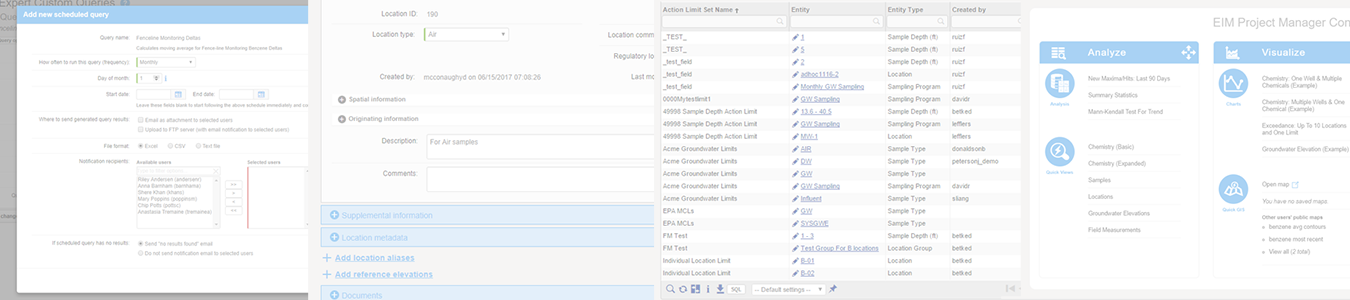 Expert Custom Queries
Add new scheduled query
Query name:
Fenceline Monitoring Deltas
Calculates moving average for Fenceline Monitoring Benzene Deltas
How often to run this query (frequency):
Monthly
Day of month:
1
Start date:
End date:
Leave these fields blank to start following the above schedule immediately and co
Where to send generated query results:
Email as attachment to selected users
Upload to FTP server (with email notification to selected users)
File format:
Excel
CSV
Text file
Notification recipients:
Available users
Selected users
Riley Andersen (andersenr)
Anna Barnham (barnhama)
Shere Khan (khans)
Mary Poppins (poppinsm)
Chip Potts (pottsc)
Anastasia Tremaine (tremainea)
If scheduled query has no results:
Send "no results found" email
Do not send notification email to selected users
Location ID:
190
Location type:
Air
Location comm
Regulatory lo
Created by:
mcconaughyd on 06/15/2017 07:08:26
Last mo
Spatial information
Originating information
Description:
For Air samples
Comments:
Supplemental information
Location metadata
Add location aliases
Add reference elevations
Documents
Action Limit Set Name
Entity
Entity Type
Created by
_TEST_
1
Sample Depth (ft)
ruizf
_TEST_
5
Sample Depth (ft)
ruizf
_test_field
2
Sample Depth (ft)
ruizf
_test_field
adhoc1116-2
Location
ruizf
_test_field
Monthly GW Sampling
Sampling Program
ruizf
0000Mytestlimit1
GW Sampling
Sampling Program
davidr
49998 Sample Depth Action Limit
13.6 - 40.5
Sample Depth (ft)
betked
49998 Sample Depth Action Limit
GW Sampling
Sampling Program
lefflers
49998 Sample Depth Action Limit
MW-1
Location
lefflers
Acme Groundwater Limits
AIR
Sample Type
donaldsonb
Acme Groundwater Limits
DW
Sample Type
petersonj_demo
Acme Groundwater Limits
GW
Sample Type
Acme Groundwater Limits
GW Sampling
Sampling Program
davidr
Acme Groundwater Limits
Influent
Sample Type
sliang
EPA MCLs
GW
Sample Type
EPA MCLs
SYSGWE
Sample Type
FM Test
1 - 3
Sample Depth (ft)
betked
FM Test
Test Group For B locations
Location Group
betked
Individual Location Limit
B-01
Location
betked
Individual Location Limit
B-02
Location
betked
SQL
-- Default settings --
EIM Project Manager Con
Analyze
Analysis
New Maxima/Hits: Last 90 Days
Summary Statistics
Mann-Kendall Test For Trend
Quick Views
Chemistry (Basic)
Chemistry (Expanded)
Samples
Locations
Groundwater Elevations
Field Measurements
Visualize
Charts
Chemistry: One Well & Multiple
Chemicals (Example)
Chemistry: Multiple Wells & One
Chemical (Example)
Exceedence: Up To 10 Locations
and One Limit
Groundwater Elevation (Example)
Quick GIS
Open map
You have no saved maps
Other users' public maps
benzene avg contours
benzene most recent
View all (2 total)